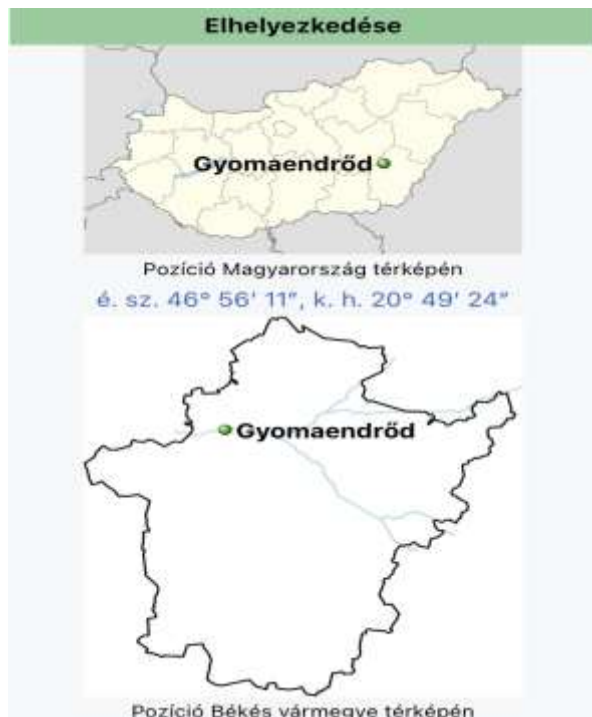 Elhelyezkedése
Gyomaendrőd
Pozíció Magyarország térképén
é. sz. 46° 56′ 11″, k. h. 20° 49′ 24″
Gyomaendrőd
Pozíció Békés vármegye térképén